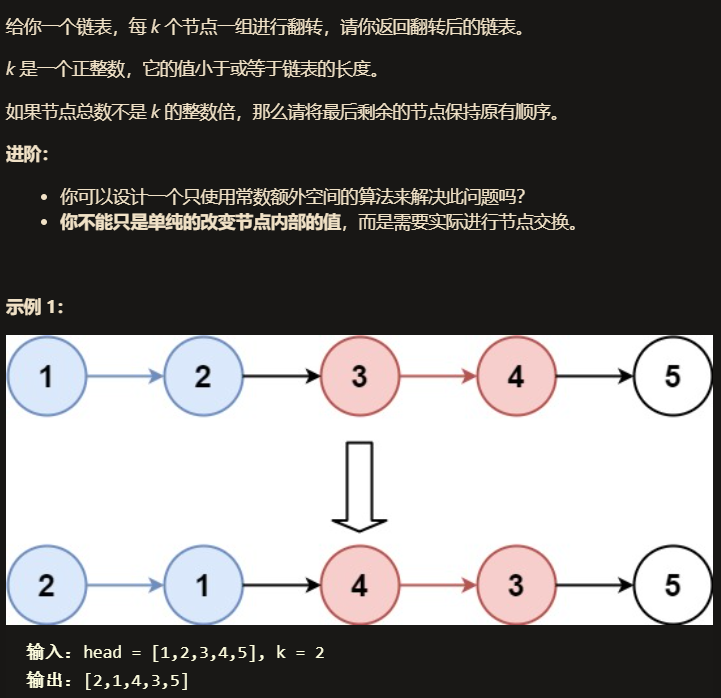 给你一个链表，每 k 个节点一组进行翻转，请你返回翻转后的链表。
k 是一个正整数，它的值小于或等于链表的长度。
如果节点总数不是 k 的整数倍，那么请将最后剩余的节点保持原有顺序。
进阶：
• 你可以设计一个只使用常数额外空间的算法来解决此问题吗？
• 你不能只是单纯的改变节点内部的值，而是需要实际进行节点交换。
示例 1：
1 2 3 4 5
2 1 4 3 5
输入：head = [1,2,3,4,5], k = 2
输出：[2,1,4,3,5]